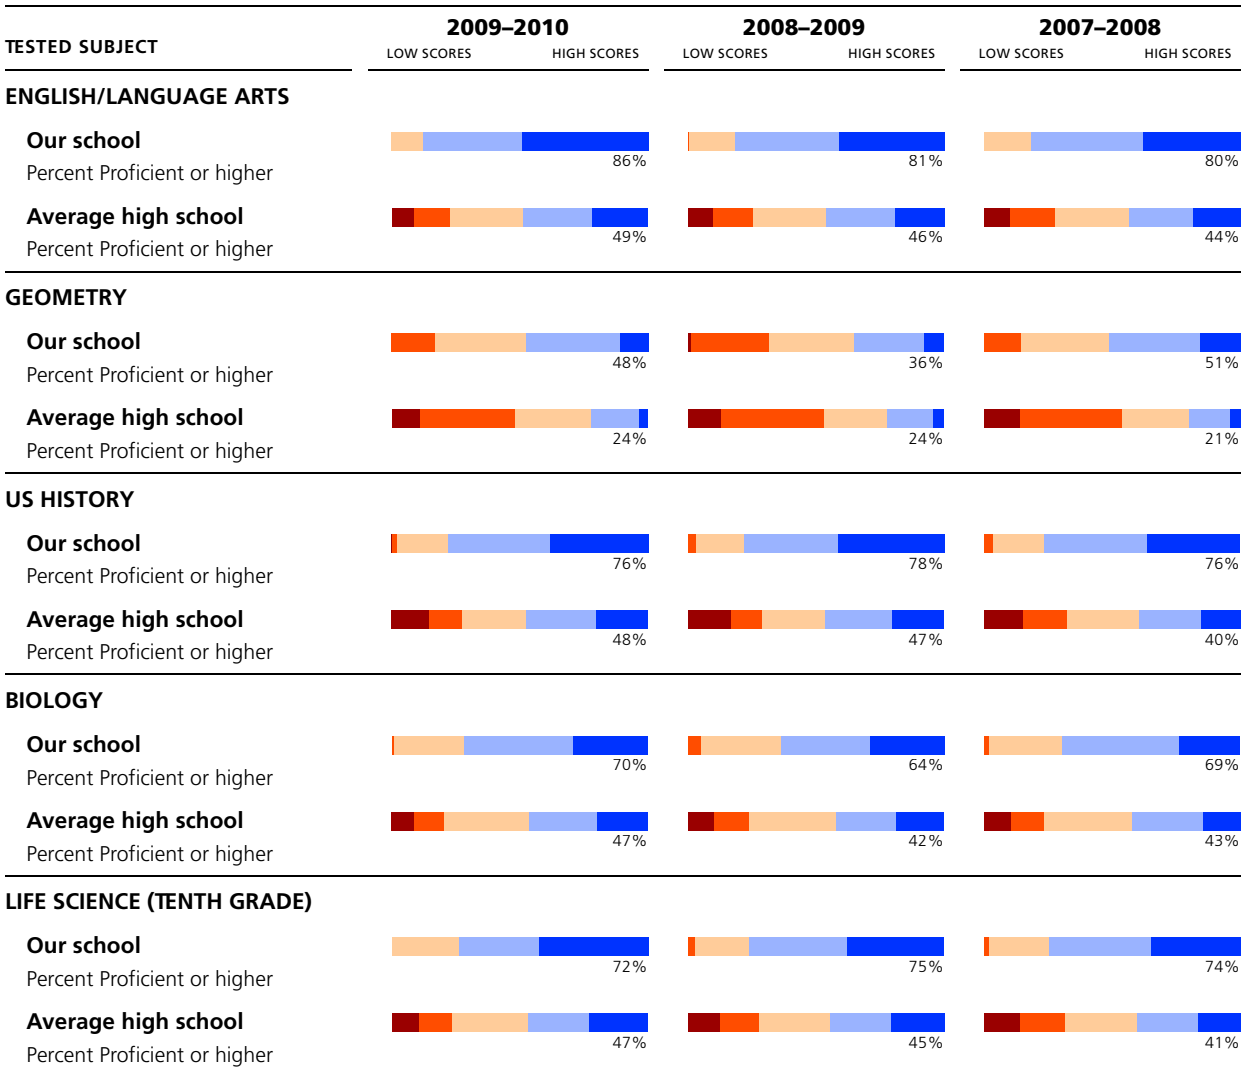 2009–2010 2008–2009 2007–2008
TESTED SUBJECT LOW SCORES HIGH SCORES LOW SCORES HIGH SCORES LOW SCORES HIGH SCORES
ENGLISH/LANGUAGE ARTS
Our school
Percent Proficient or higher 86% 81% 80%
Average high school
Percent Proficient or higher 49% 46% 44%
GEOMETRY
Our school
Percent Proficient or higher 48% 36% 51%
Average high school
Percent Proficient or higher 24% 24% 21%
US HISTORY
Our school
Percent Proficient or higher 76% 78% 76%
Average high school
Percent Proficient or higher 48% 47% 40%
BIOLOGY
Our school
Percent Proficient or higher 70% 64% 69%
Average high school
Percent Proficient or higher 47% 42% 43%
LIFE SCIENCE (TENTH GRADE)
Our school
Percent Proficient or higher 72% 75% 74%
Average high school
Percent Proficient or higher 47% 45% 41%